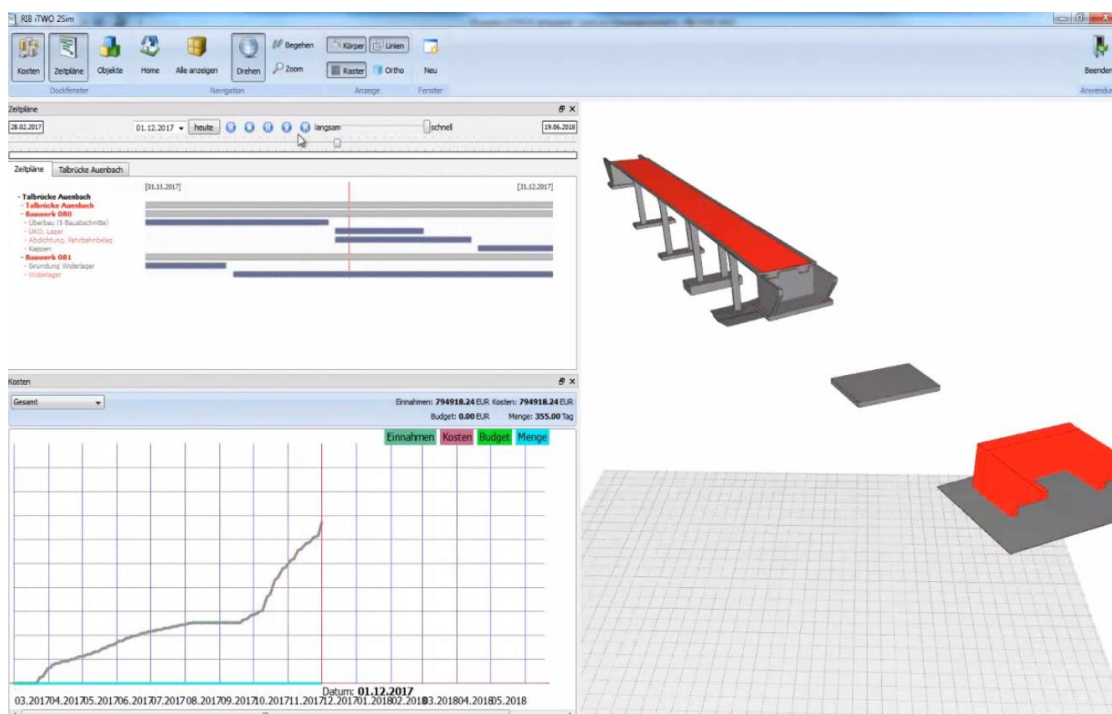 RIB iTWO 2Sim
Kosten
Zeitpläne
Objekte
Home
Alle anzeigen
Drehen
Begehen
Zoom
Körper
Linien
Raster
Ortho
Neu
Beenden
Dockfenster
Navigation
Anzeige
Fenster
Anwendun
Zeitpläne
28.02.2017
01.12.2017
heute
langsam
schnell
19.06.2018
Zeitpläne
Talbrücke Auenbach
[01.11.2017]
[31.12.2017]
- Talbrücke Auenbach
- Talbrücke Auenbach
- Bauwerk 080
- Überbau (5 Bauabschnitte)
- ÜKO, Lager
- Abdichtung, Fahrbahnbelag
- Kappen
- Bauwerk 081
- Gründung Widerlager
- Widerlager
Kosten
Gesamt
Einnahmen: 794918.24 EUR Kosten: 794918.24 EUR
Budget: 0.00 EUR Menge: 355.00 Tag
Einnahmen Kosten Budget Menge
Datum: 01.12.2017
03.2017 04.2017 05.2017 06.2017 07.2017 08.2017 09.2017 10.2017 11.2017 12.2017 01.2018 02.2018 03.2018 04.2018 05.2018